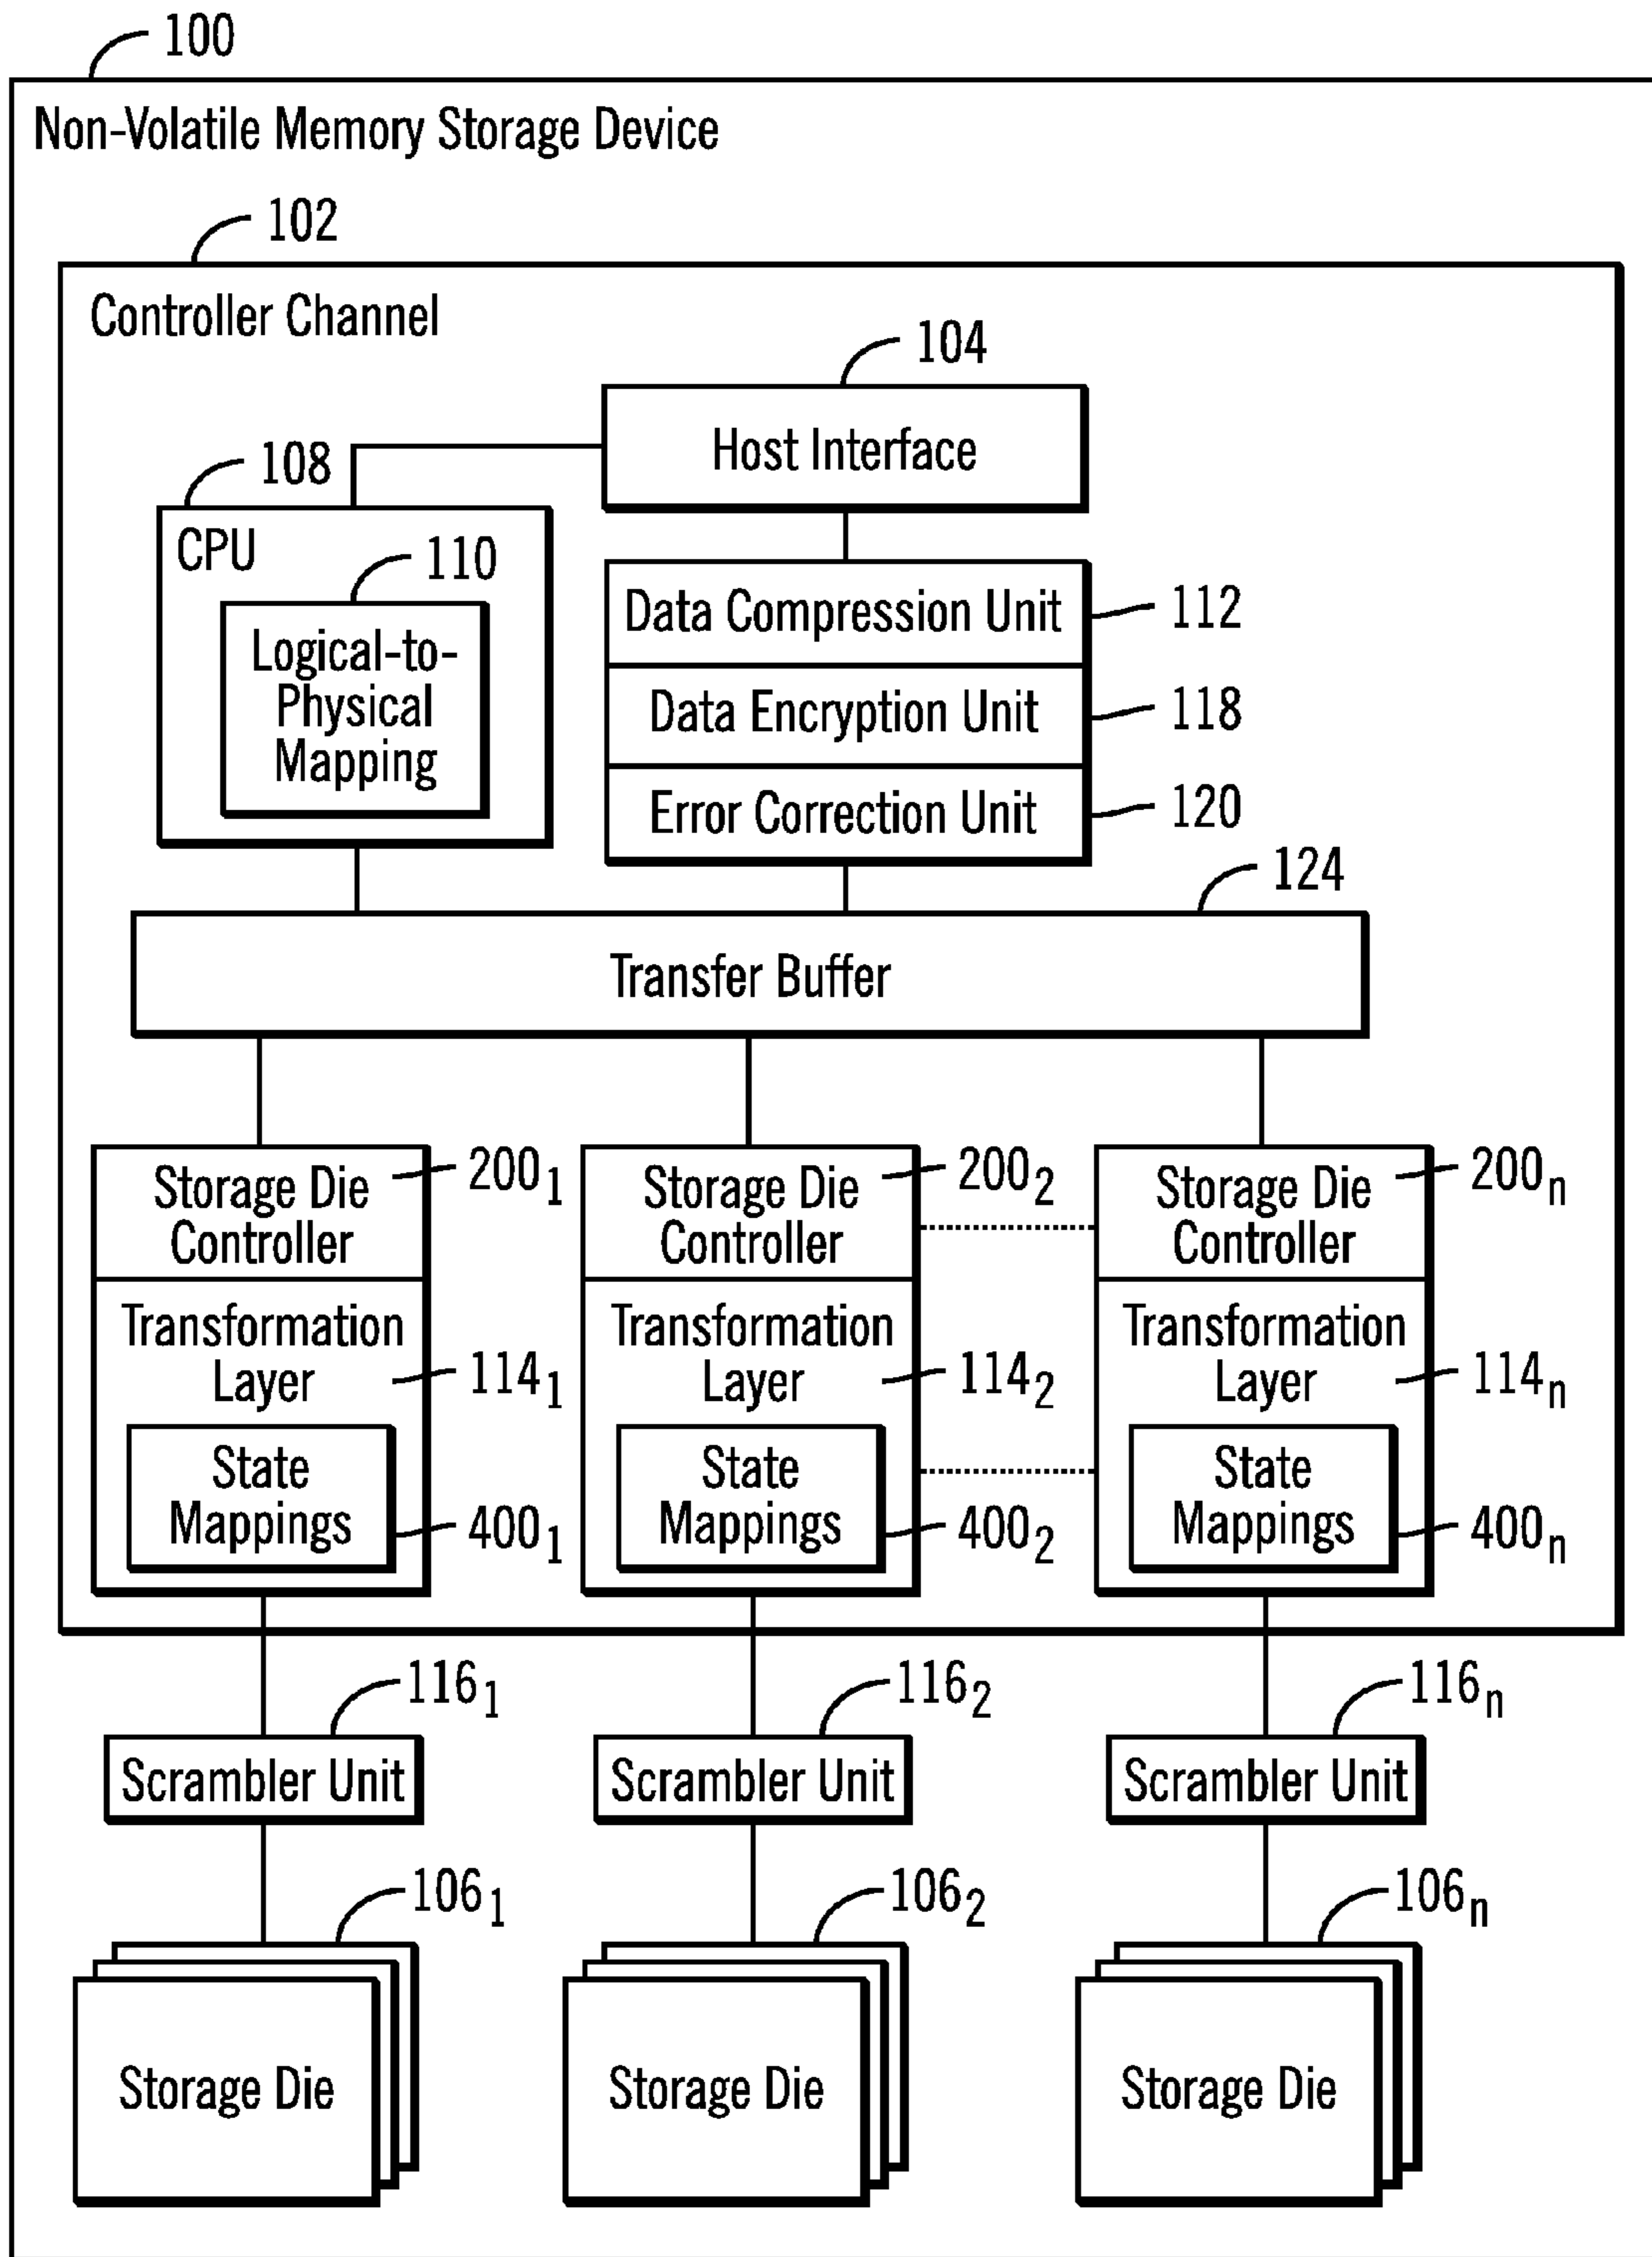 100
Non-Volatile Memory Storage Device
102
Controller Channel
104
Host Interface
108
CPU
110
Logical-to-
Physical
Mapping
Data Compression Unit
112
Data Encryption Unit
118
Error Correction Unit
120
124
Transfer Buffer
Storage Die
Controller
200₁
Transformation
Layer
114₁
State
Mappings
400₁
Storage Die
Controller
200₂
Transformation
Layer
114₂
State
Mappings
400₂
Storage Die
Controller
200ₙ
Transformation
Layer
114ₙ
State
Mappings
400ₙ
116₁
Scrambler Unit
116₂
Scrambler Unit
116ₙ
Scrambler Unit
106₁
Storage Die
106₂
Storage Die
106ₙ
Storage Die